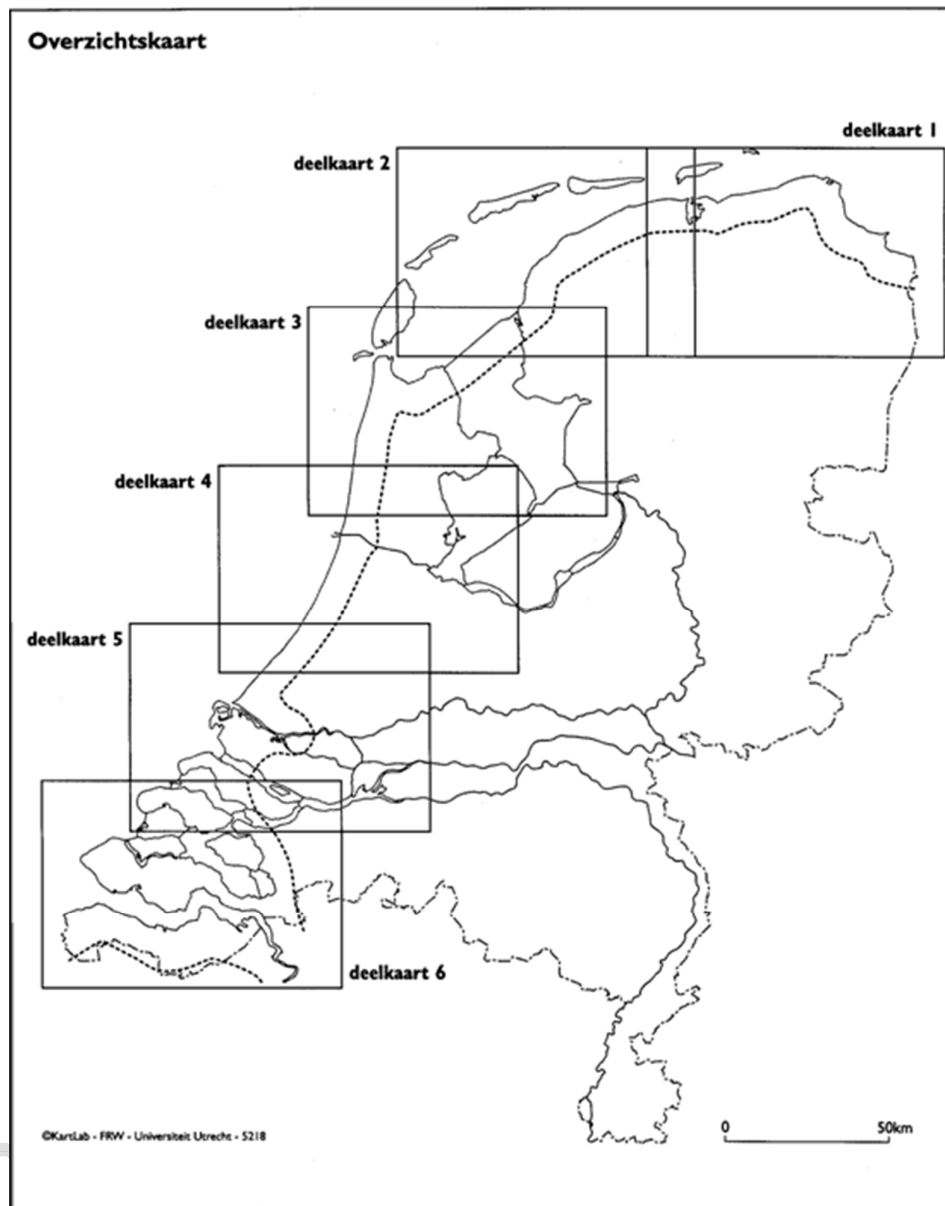 Overzichtskaart
deelkaart 1
deelkaart 2
deelkaart 3
deelkaart 4
deelkaart 5
deelkaart 6
©KartLab - FRW - Universiteit Utrecht - 5218
0 50km